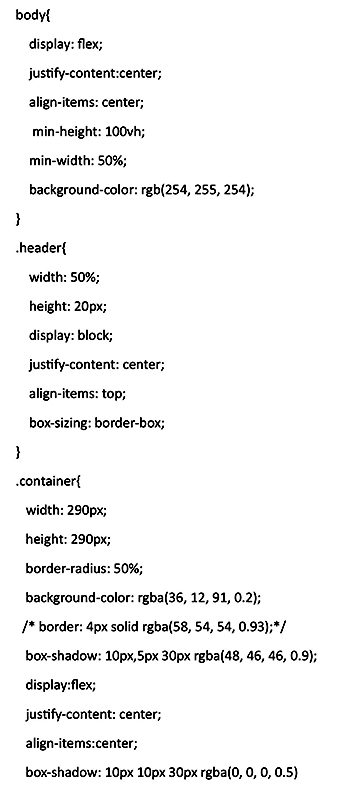 body{
display: flex;
justify-content:center;
align-items: center;
min-height: 100vh;
min-width: 50%;
background-color: rgb(254, 255, 254);
}
.header{
width: 50%;
height: 20px;
display: block;
justify-content: center;
align-items: top;
box-sizing: border-box;
}
.container{
width: 290px;
height: 290px;
border-radius: 50%;
background-color: rgba(36, 12, 91, 0.2);
/* border: 4px solid rgba(58, 54, 54, 0.93);*/
box-shadow: 10px,5px 30px rgba(48, 46, 46, 0.9);
display:flex;
justify-content: center;
align-items:center;
box-shadow: 10px 10px 30px rgba(0, 0, 0, 0.5)